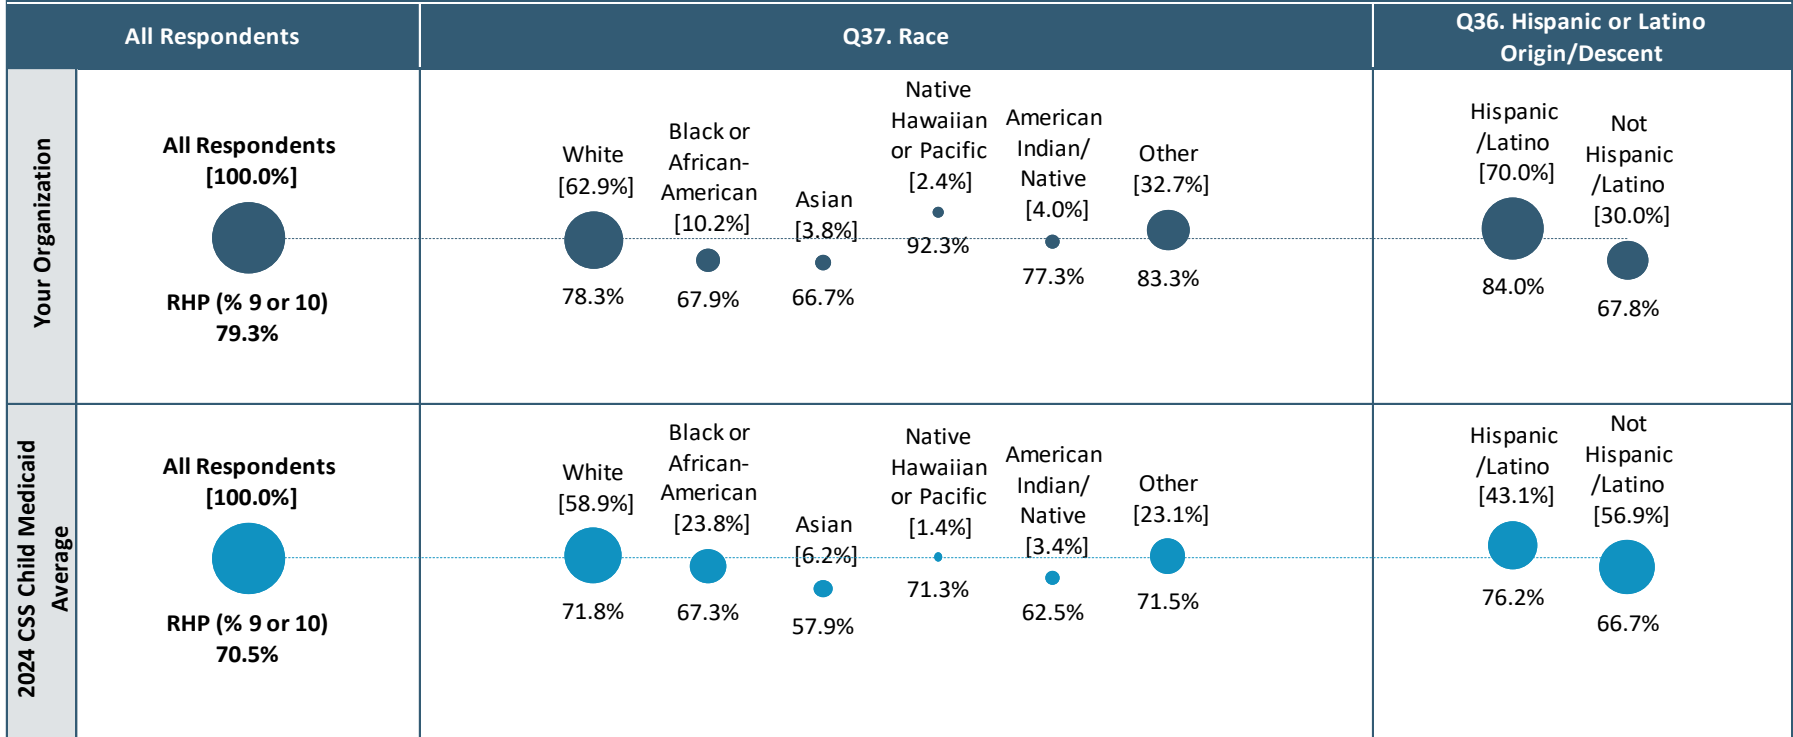 All Respondents
Q37. Race
Q36. Hispanic or Latino
Origin/Descent
Your Organization
All Respondents
[100.0%]
RHP (% 9 or 10)
79.3%
White
[62.9%]
78.3%
Black or
African-
American
[10.2%]
67.9%
Asian
[3.8%]
66.7%
Native
Hawaiian
or Pacific
[2.4%]
92.3%
American
Indian/
Native
[4.0%]
77.3%
Other
[32.7%]
83.3%
Hispanic
/Latino
[70.0%]
84.0%
Not
Hispanic
/Latino
[30.0%]
67.8%
2024 CSS Child Medicaid
Average
All Respondents
[100.0%]
RHP (% 9 or 10)
70.5%
White
[58.9%]
71.8%
Black or
African-
American
[23.8%]
67.3%
Asian
[6.2%]
57.9%
Native
Hawaiian
or Pacific
[1.4%]
71.3%
American
Indian/
Native
[3.4%]
62.5%
Other
[23.1%]
71.5%
Hispanic
/Latino
[43.1%]
76.2%
Not
Hispanic
/Latino
[56.9%]
66.7%